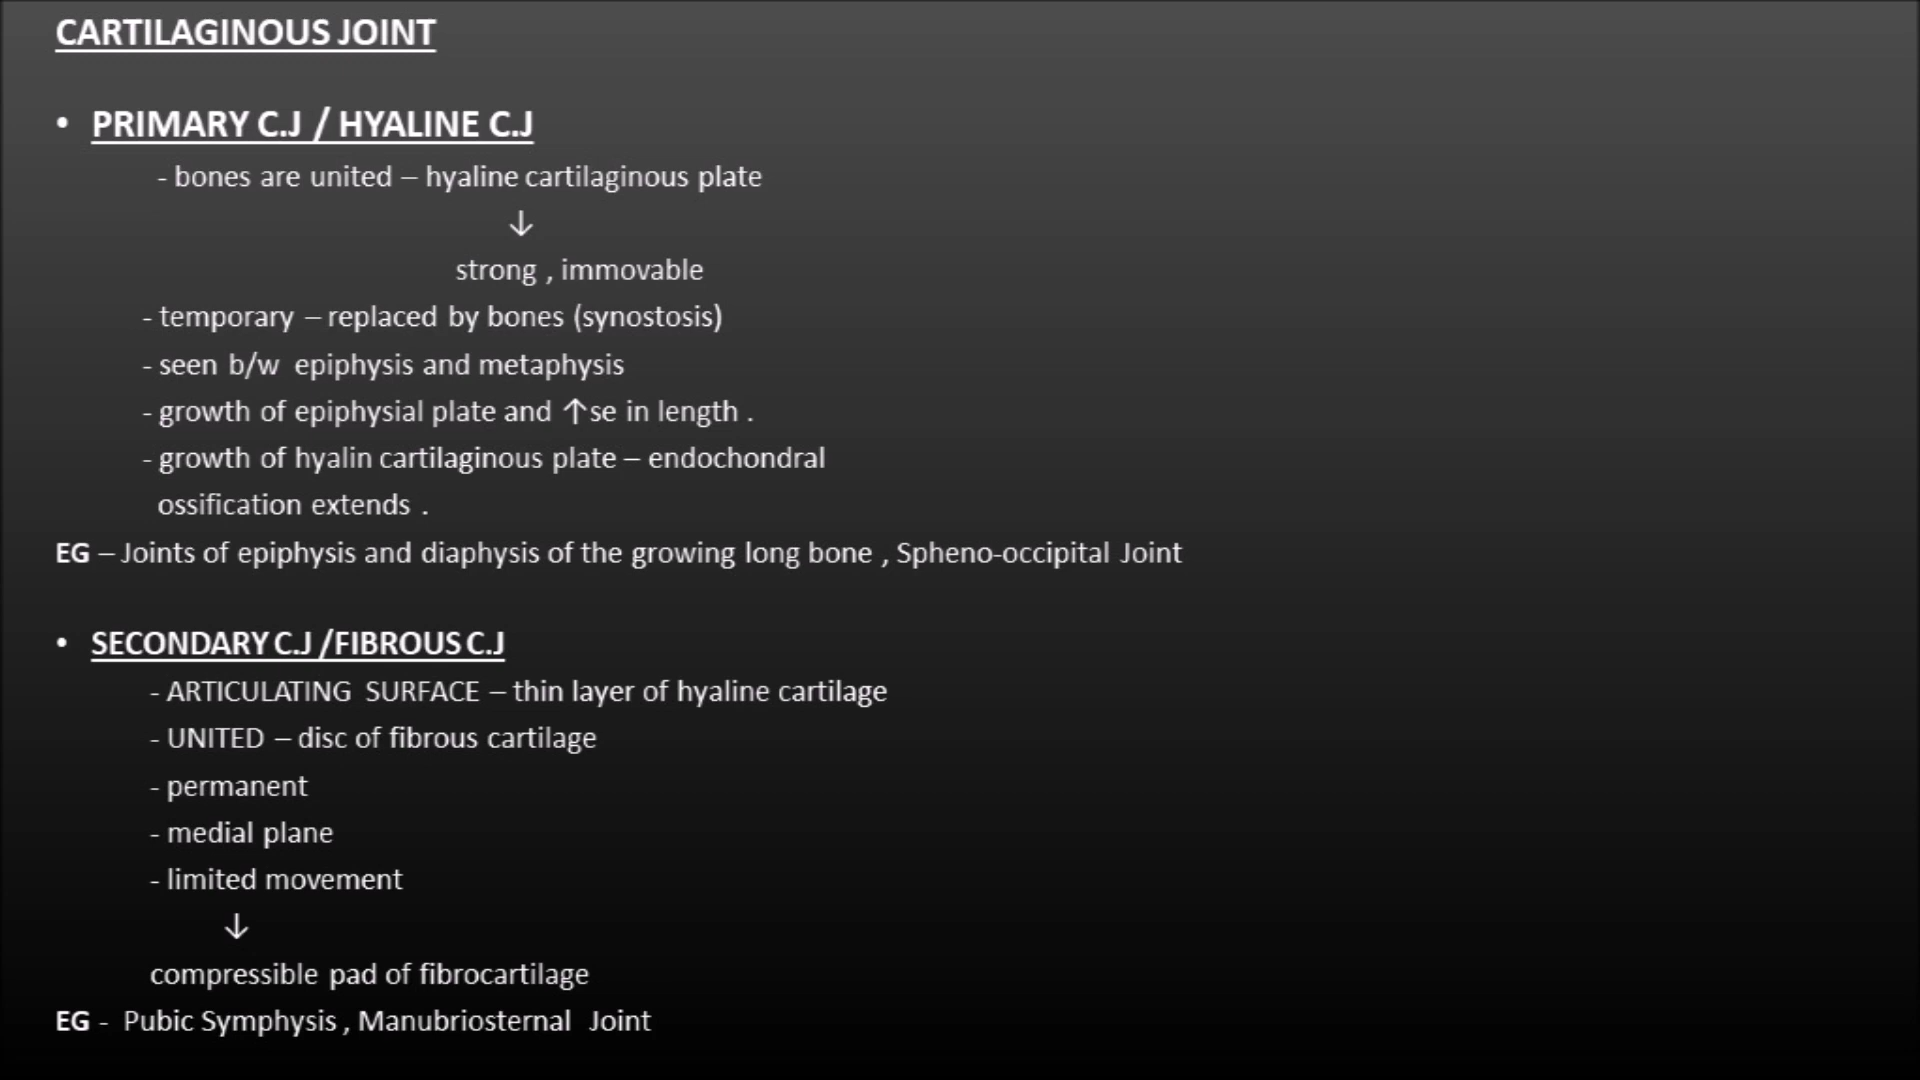 CARTILAGINOUS JOINT
• PRIMARY C.J / HYALINE C.J
- bones are united – hyaline cartilaginous plate
↓
strong , immovable
- temporary – replaced by bones (synostosis)
- seen b/w epiphysis and metaphysis
- growth of epiphysial plate and ↑se in length .
- growth of hyalin cartilaginous plate – endochondral
ossification extends .
EG – Joints of epiphysis and diaphysis of the growing long bone , Spheno-occipital Joint
• SECONDARY C.J /FIBROUS C.J
- ARTICULATING SURFACE – thin layer of hyaline cartilage
- UNITED – disc of fibrous cartilage
- permanent
- medial plane
- limited movement
↓
compressible pad of fibrocartilage
EG - Pubic Symphysis , Manubriosternal Joint